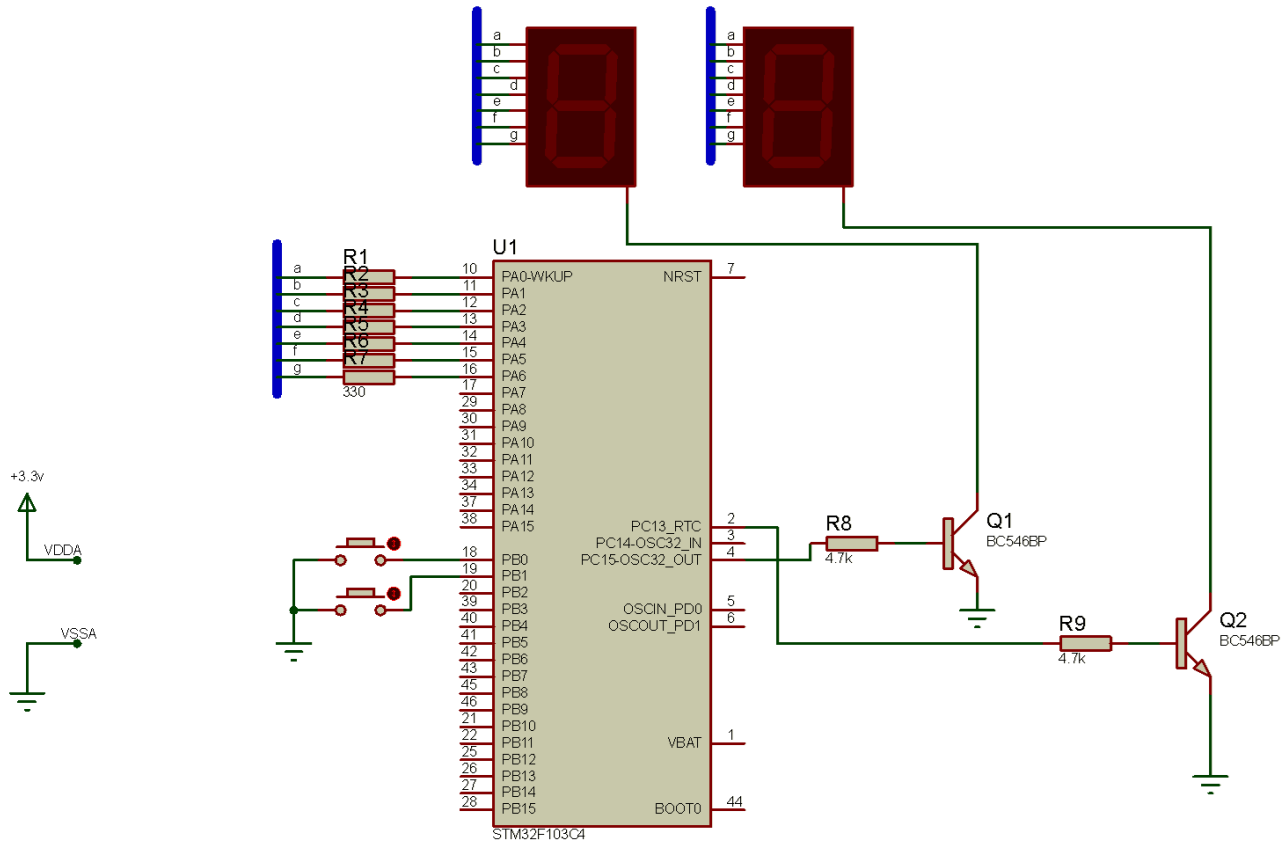 a
b
c
d
e
f
g
a
b
c
d
e
f
g
U1
R1
R2
R3
R4
R5
R6
R7
330
a
b
c
d
e
f
g
10 PA0-WKUP
11 PA1
12 PA2
13 PA3
14 PA4
15 PA5
16 PA6
17 PA7
29 PA8
30 PA9
31 PA10
32 PA11
33 PA12
34 PA13
37 PA14
38 PA15
18 PB0
19 PB1
20 PB2
39 PB3
40 PB4
41 PB5
42 PB6
43 PB7
45 PB8
46 PB9
21 PB10
22 PB11
25 PB12
26 PB13
27 PB14
28 PB15
NRST 7
PC13_RTC 2
PC14-OSC32_IN 3
PC15-OSC32_OUT 4
OSCIN_PD0 5
OSCOUT_PD1 6
VBAT 1
BOOT0 44
STM32F103C4
+3.3v
VDDA
VSSA
R8
4.7k
Q1
BC546BP
R9
4.7k
Q2
BC546BP